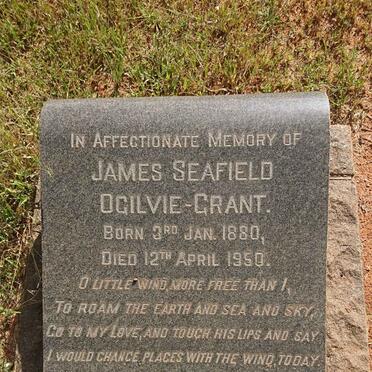 IN AFFECTIONATE MEMORY OF
JAMES SEAFIELD
OGILVIE-GRANT.
BORN 3RD JAN. 1880,
DIED 12TH APRIL 1950.
O LITTLE WIND MORE FREE THAN I,
TO ROAM THE EARTH AND SEA AND SKY,
GO TO MY LOVE, AND TOUCH HIS LIPS AND SAY
I WOULD CHANCE PLACES WITH THE WIND, TODAY.